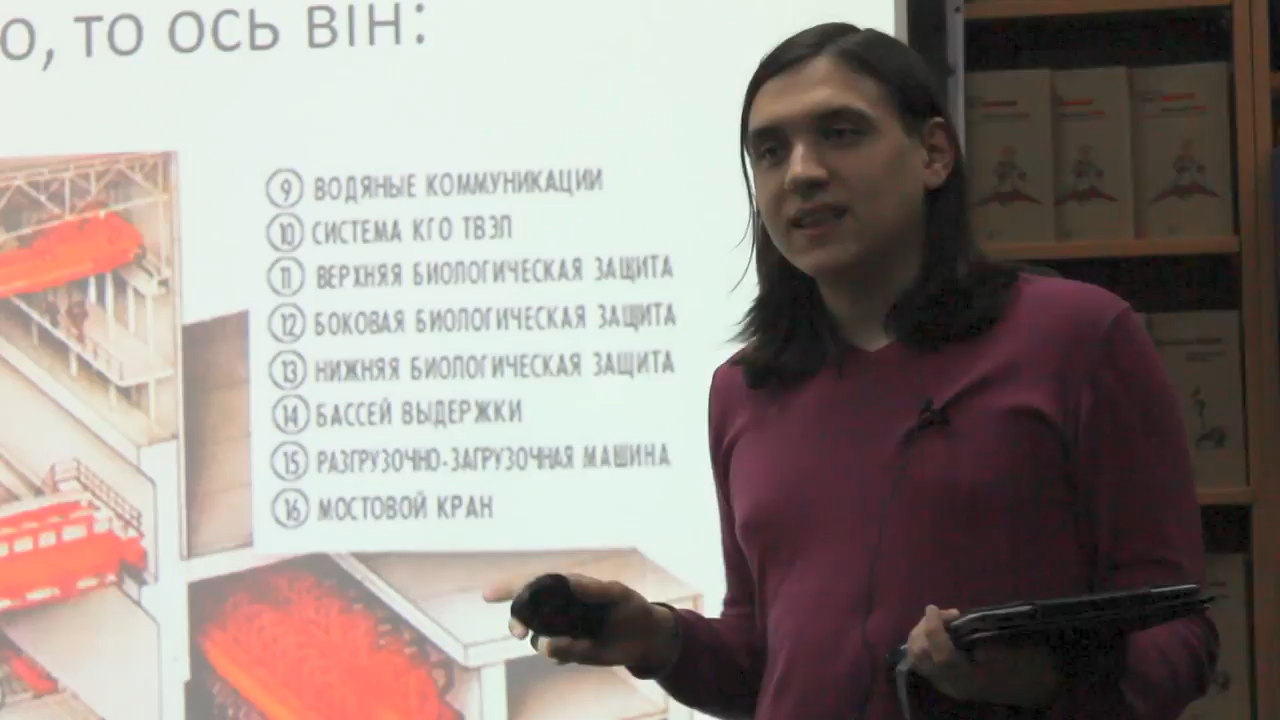 о, то ось він:
9 ВОДЯНЫЕ КОММУНИКАЦИИ
10 СИСТЕМА КГО ТВЭЛ
11 ВЕРХНЯЯ БИОЛОГИЧЕСКАЯ ЗАЩИТА
12 БОКОВАЯ БИОЛОГИЧЕСКАЯ ЗАЩИТА
13 НИЖНЯЯ БИОЛОГИЧЕСКАЯ ЗАЩИТА
14 БАССЕЙ ВЫДЕРЖКИ
15 РАЗГРУЗОЧНО-ЗАГРУЗОЧНАЯ МАШИНА
16 МОСТОВОЙ КРАН